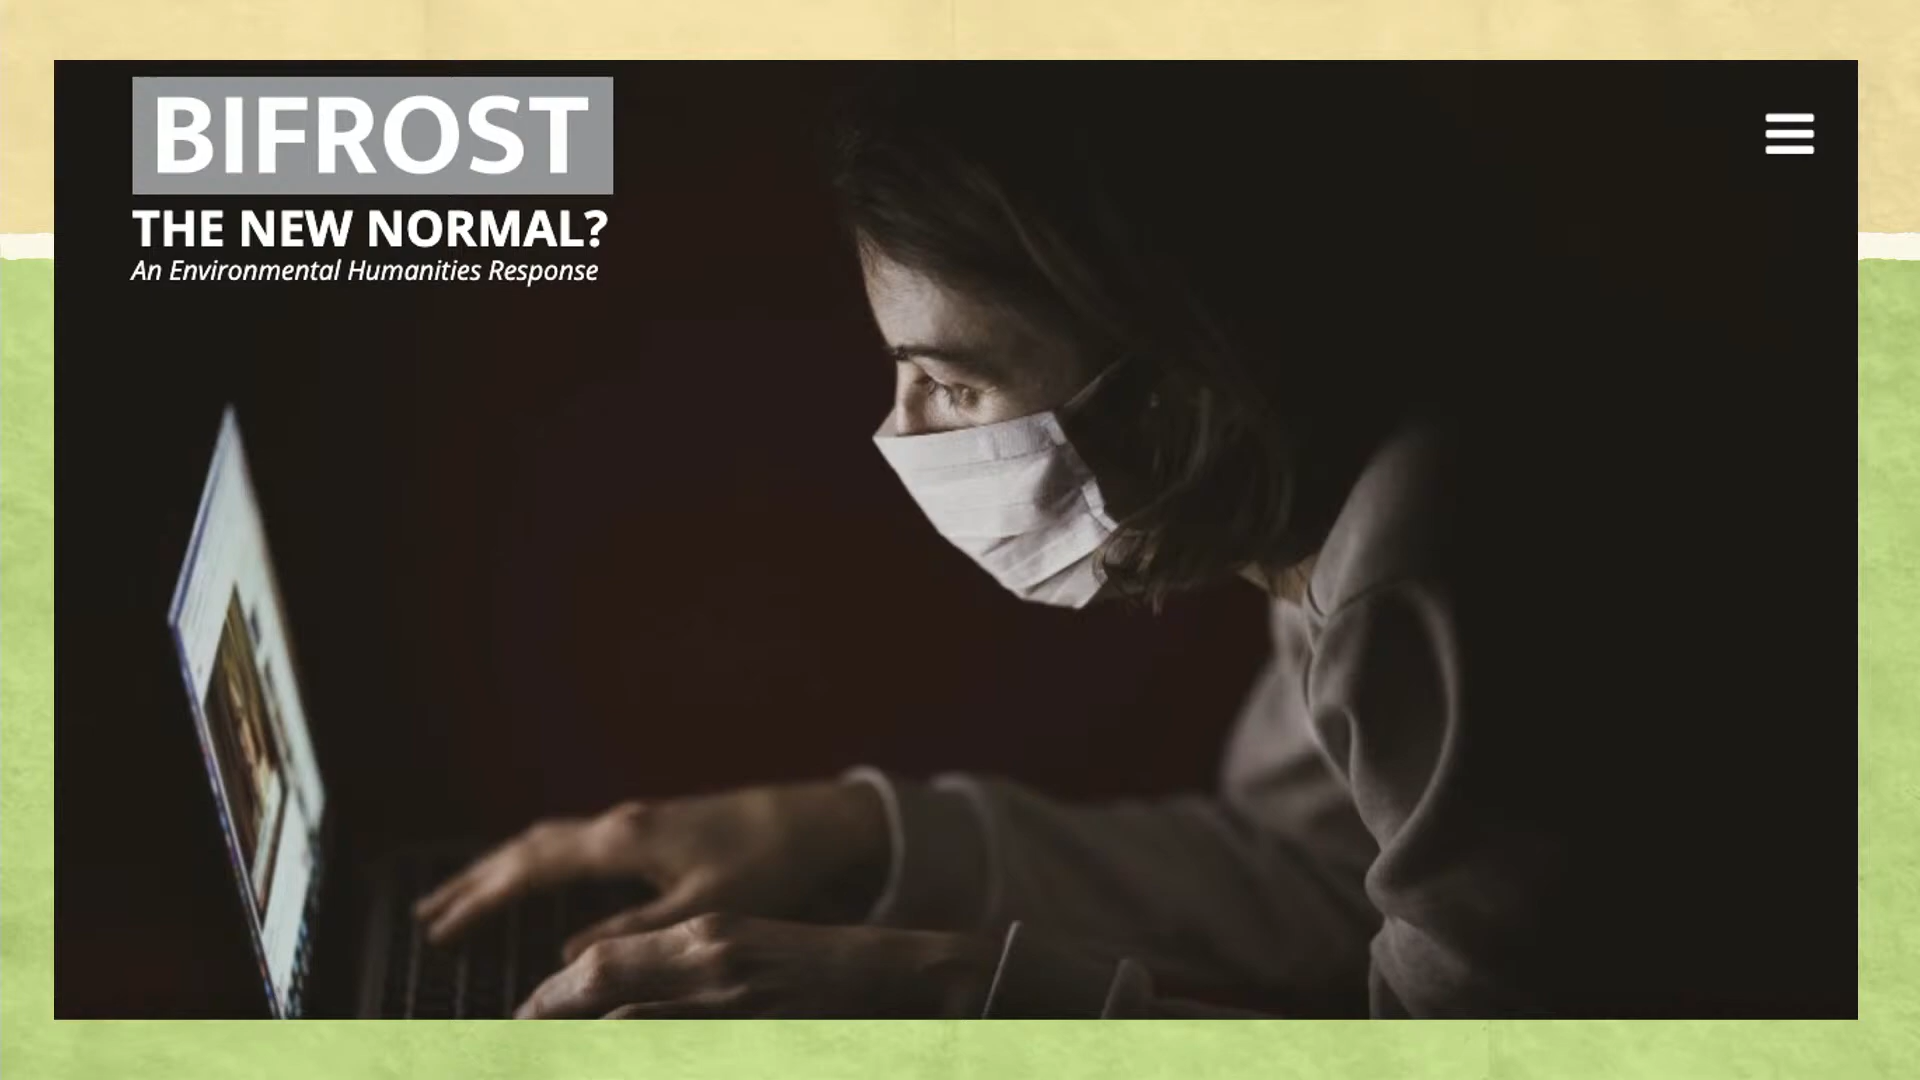 BIFROST
THE NEW NORMAL?
An Environmental Humanities Response